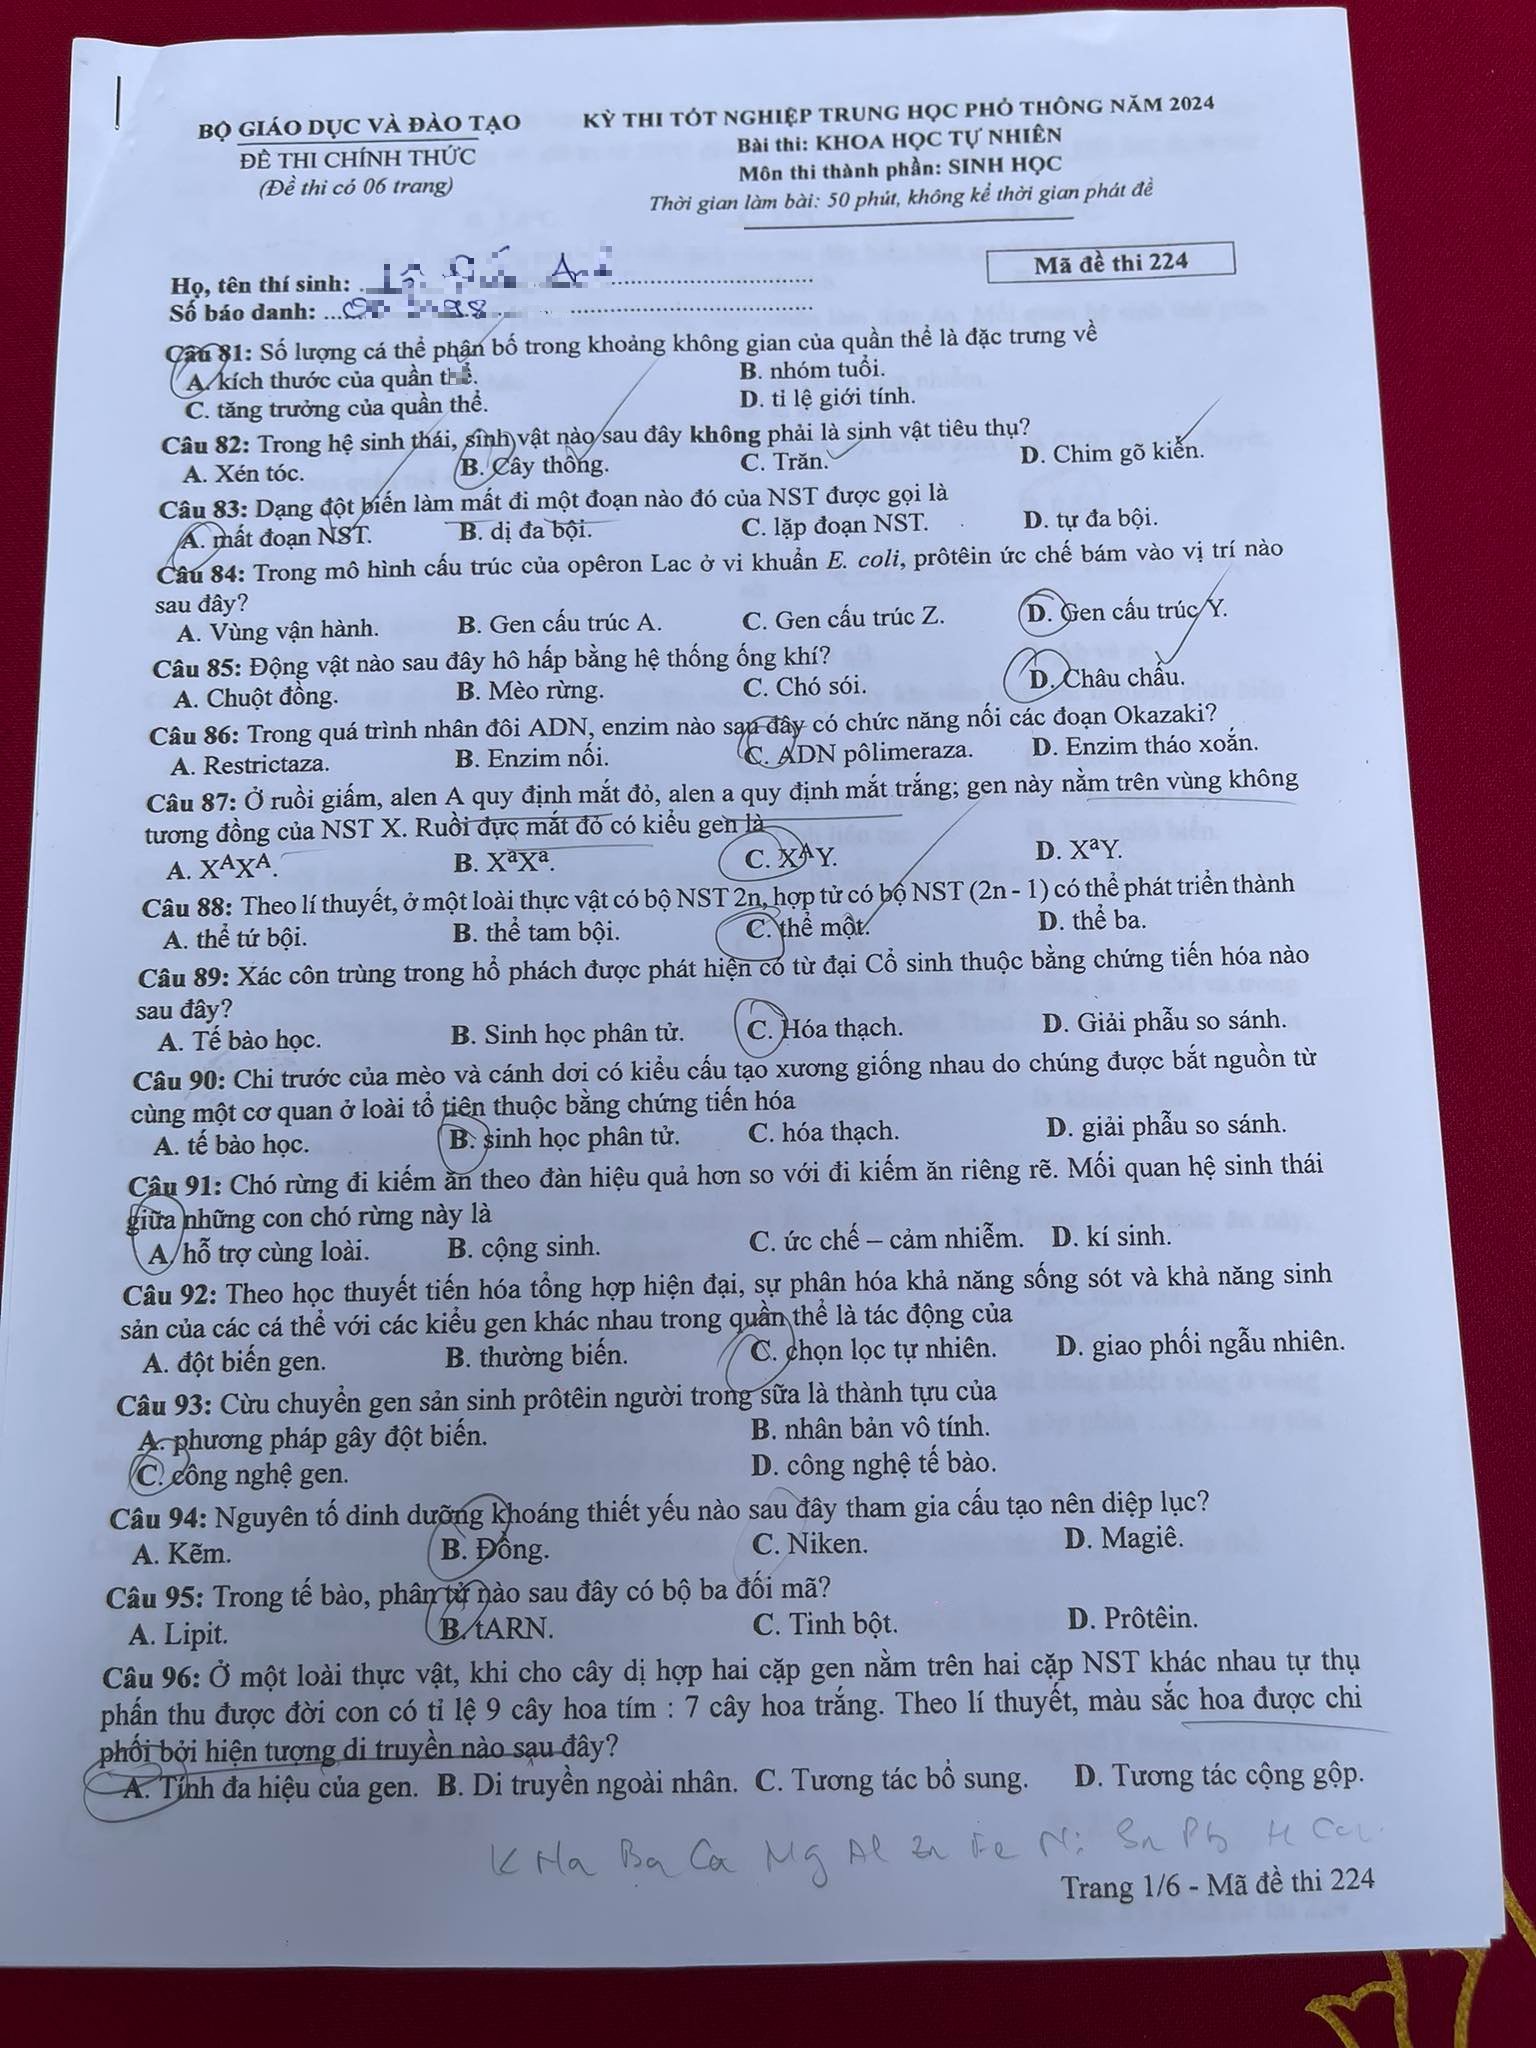 BỘ GIÁO DỤC VÀ ĐÀO TẠO
ĐỀ THI CHÍNH THỨC
(Đề thi có 06 trang)
KỲ THI TỐT NGHIỆP TRUNG HỌC PHỔ THÔNG NĂM 2024
Bài thi: KHOA HỌC TỰ NHIÊN
Môn thi thành phần: SINH HỌC
Thời gian làm bài: 50 phút, không kể thời gian phát đề
Mã đề thi 224
Họ, tên thí sinh:
Số báo danh:
Câu 81: Số lượng cá thể phân bố trong khoảng không gian của quần thể là đặc trưng về
A. kích thước của quần thể. B. nhóm tuổi.
C. tăng trưởng của quần thể. D. tỉ lệ giới tính.
Câu 82: Trong hệ sinh thái, sinh vật nào sau đây không phải là sinh vật tiêu thụ?
A. Xén tóc. B. Cây thông. C. Trăn. D. Chim gõ kiến.
Câu 83: Dạng đột biến làm mất đi một đoạn nào đó của NST được gọi là
A. mất đoạn NST. B. dị đa bội. C. lặp đoạn NST. D. tự đa bội.
Câu 84: Trong mô hình cấu trúc của opêron Lac ở vi khuẩn E. coli, prôtêin ức chế bám vào vị trí nào
sau đây?
A. Vùng vận hành. B. Gen cấu trúc A. C. Gen cấu trúc Z. D. Gen cấu trúc Y.
Câu 85: Động vật nào sau đây hô hấp bằng hệ thống ống khí?
A. Chuột đồng. B. Mèo rừng. C. Chó sói. D. Châu chấu.
Câu 86: Trong quá trình nhân đôi ADN, enzim nào sau đây có chức năng nối các đoạn Okazaki?
A. Restrictaza. B. Enzim nối. C. ADN pôlimeraza. D. Enzim tháo xoắn.
Câu 87: Ở ruồi giấm, alen A quy định mắt đỏ, alen a quy định mắt trắng; gen này nằm trên vùng không
tương đồng của NST X. Ruồi đực mắt đỏ có kiểu gen là
A. XᴬXᴬ. B. XᵃXᵃ. C. XᴬY. D. XᵃY.
Câu 88: Theo lí thuyết, ở một loài thực vật có bộ NST 2n, hợp tử có bộ NST (2n - 1) có thể phát triển thành
A. thể tứ bội. B. thể tam bội. C. thể một. D. thể ba.
Câu 89: Xác côn trùng trong hổ phách được phát hiện có từ đại Cổ sinh thuộc bằng chứng tiến hóa nào
sau đây?
A. Tế bào học. B. Sinh học phân tử. C. Hóa thạch. D. Giải phẫu so sánh.
Câu 90: Chi trước của mèo và cánh dơi có kiểu cấu tạo xương giống nhau do chúng được bắt nguồn từ
cùng một cơ quan ở loài tổ tiên thuộc bằng chứng tiến hóa
A. tế bào học. B. sinh học phân tử. C. hóa thạch. D. giải phẫu so sánh.
Câu 91: Chó rừng đi kiếm ăn theo đàn hiệu quả hơn so với đi kiếm ăn riêng rẽ. Mối quan hệ sinh thái
giữa những con chó rừng này là
A. hỗ trợ cùng loài. B. cộng sinh. C. ức chế – cảm nhiễm. D. kí sinh.
Câu 92: Theo học thuyết tiến hóa tổng hợp hiện đại, sự phân hóa khả năng sống sót và khả năng sinh
sản của các cá thể với các kiểu gen khác nhau trong quần thể là tác động của
A. đột biến gen. B. thường biến. C. chọn lọc tự nhiên. D. giao phối ngẫu nhiên.
Câu 93: Cừu chuyển gen sản sinh prôtêin người trong sữa là thành tựu của
A. phương pháp gây đột biến. B. nhân bản vô tính.
C. công nghệ gen. D. công nghệ tế bào.
Câu 94: Nguyên tố dinh dưỡng khoáng thiết yếu nào sau đây tham gia cấu tạo nên diệp lục?
A. Kẽm. B. Đồng. C. Niken. D. Magiê.
Câu 95: Trong tế bào, phân tử nào sau đây có bộ ba đối mã?
A. Lipit. B. tARN. C. Tinh bột. D. Prôtêin.
Câu 96: Ở một loài thực vật, khi cho cây dị hợp hai cặp gen nằm trên hai cặp NST khác nhau tự thụ
phấn thu được đời con có tỉ lệ 9 cây hoa tím : 7 cây hoa trắng. Theo lí thuyết, màu sắc hoa được chi
phối bởi hiện tượng di truyền nào sau đây?
A. Tính đa hiệu của gen. B. Di truyền ngoài nhân. C. Tương tác bổ sung. D. Tương tác cộng gộp.
K Na Ba Ca Mg Al Zn Fe Ni Sn Pb H Cu
Trang 1/6 - Mã đề thi 224